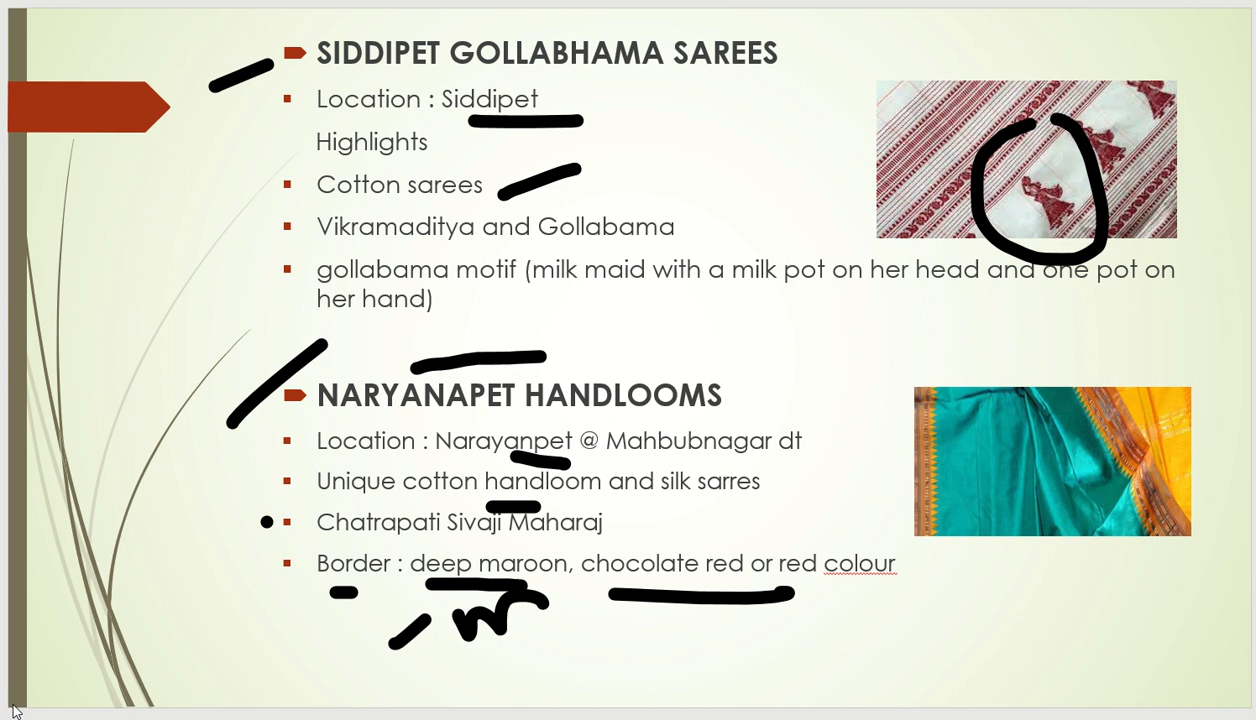 SIDDIPET GOLLABHAMA SAREES
Location : Siddipet
Highlights
Cotton sarees
Vikramaditya and Gollabama
gollabama motif (milk maid with a milk pot on her head and one pot on
her hand)
NARYANAPET HANDLOOMS
Location : Narayanpet @ Mahbubnagar dt
Unique cotton handloom and silk sarres
Chatrapati Sivaji Maharaj
Border : deep maroon, chocolate red or red colour